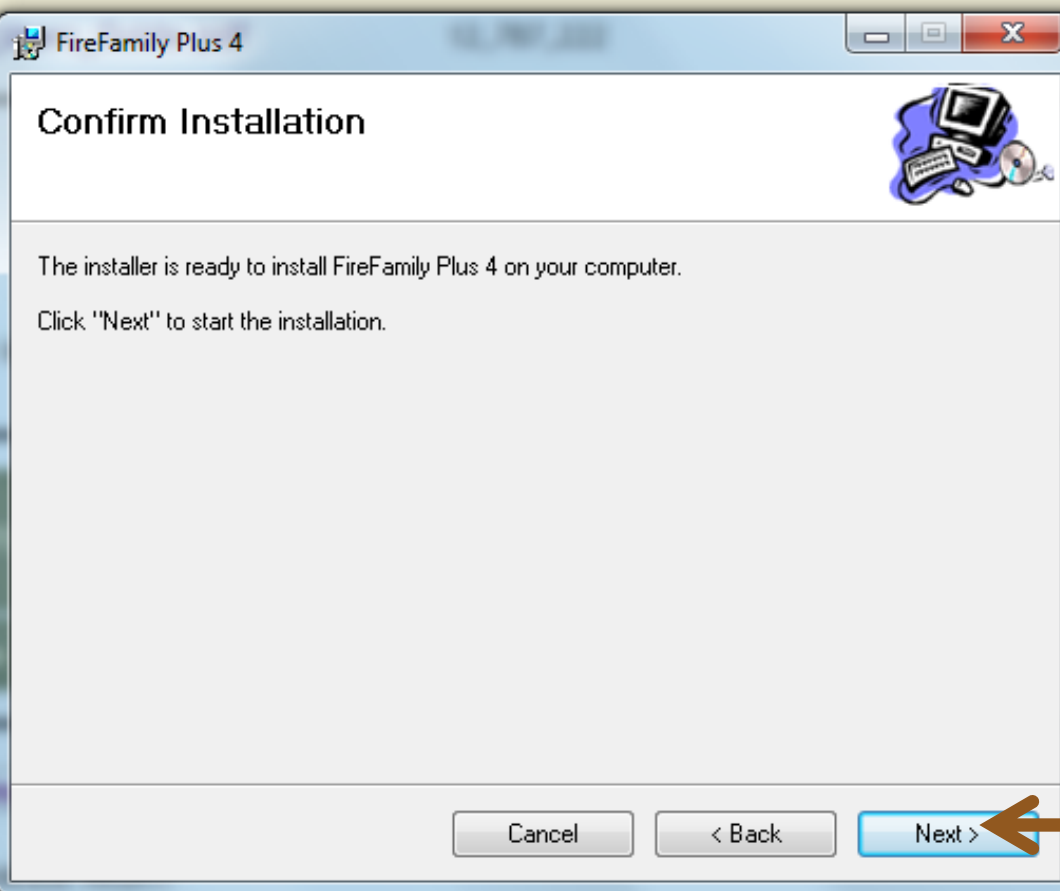 FireFamily Plus 4
Confirm Installation
The installer is ready to install FireFamily Plus 4 on your computer.
Click "Next" to start the installation.
Cancel
< Back
Next >